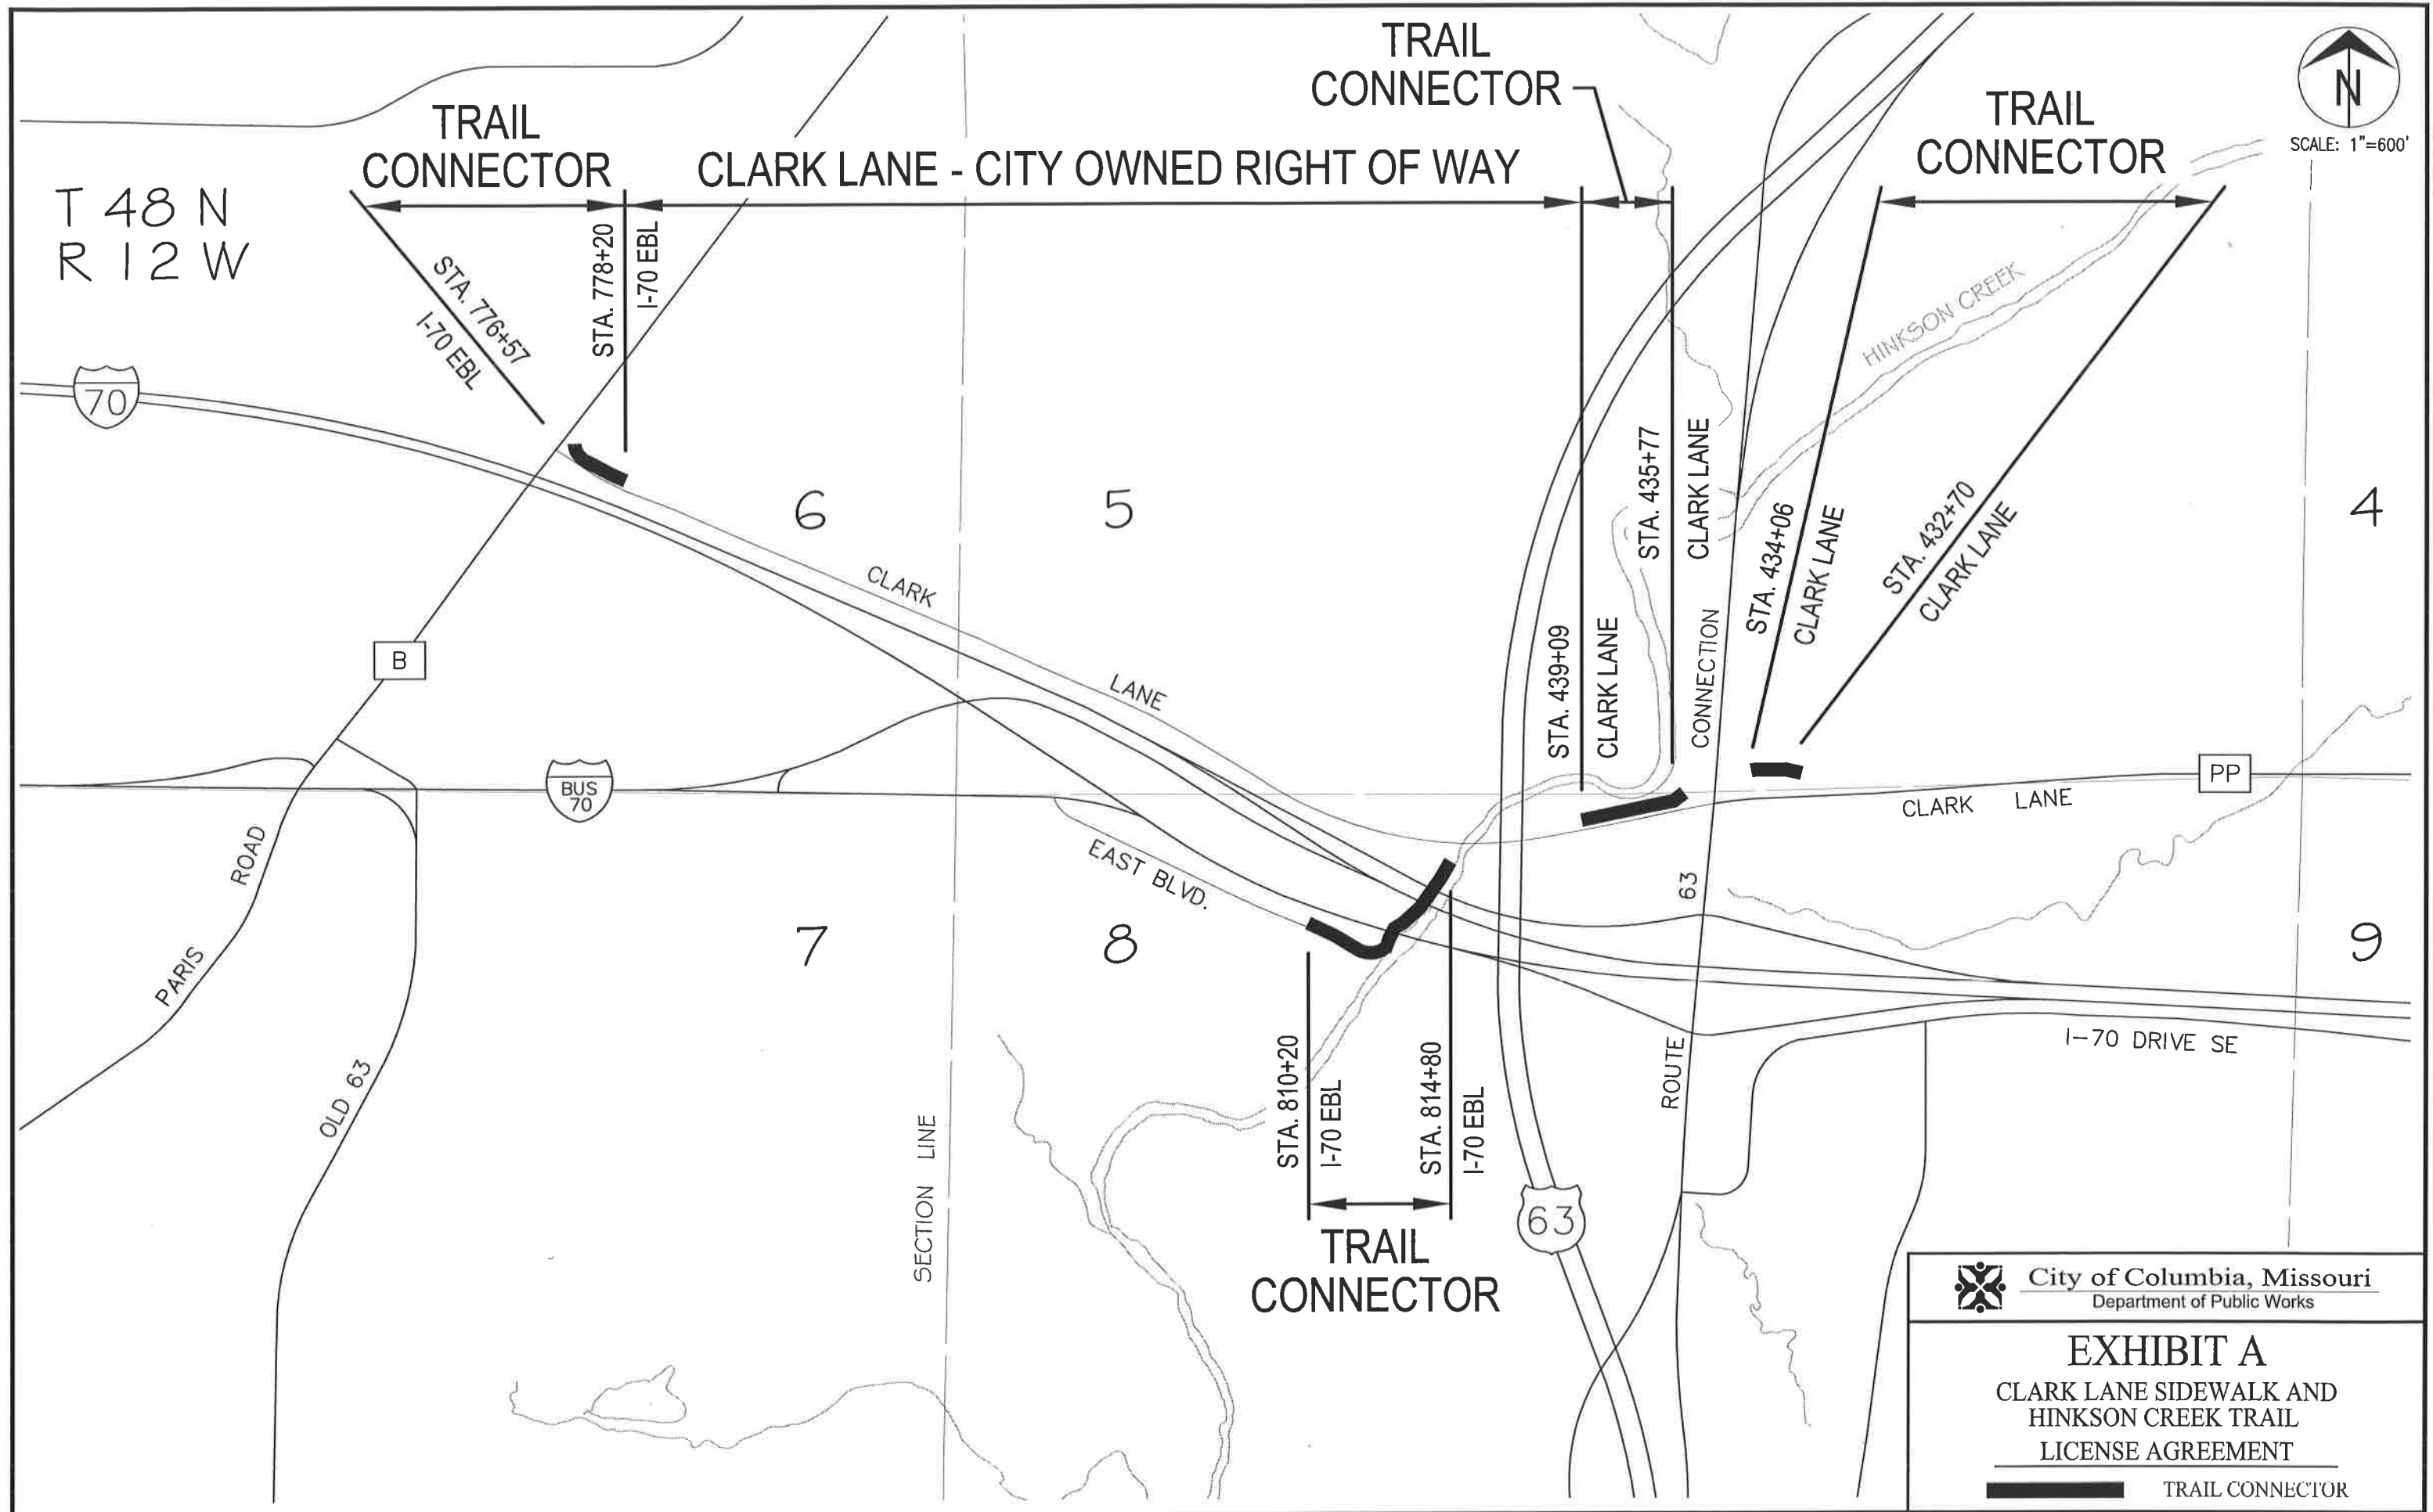 TRAIL
CONNECTOR
N
SCALE: 1"=600'
TRAIL
CONNECTOR
TRAIL
CONNECTOR
CLARK LANE - CITY OWNED RIGHT OF WAY
T 48 N
R 12 W
STA. 776+57
I-70 EBL
STA. 778+20
I-70 EBL
HINKSON CREEK
70
STA. 435+77
CLARK LANE
STA. 434+06
CLARK LANE
STA. 432+70
CLARK LANE
6
5
4
CLARK
LANE
B
STA. 439+09
CLARK LANE
CONNECTION
BUS
70
PP
CLARK LANE
ROAD
EAST BLVD.
63
PARIS
7
8
9
OLD 63
SECTION LINE
STA. 810+20
I-70 EBL
STA. 814+80
I-70 EBL
ROUTE
I-70 DRIVE SE
63
TRAIL
CONNECTOR
City of Columbia, Missouri
Department of Public Works
EXHIBIT A
CLARK LANE SIDEWALK AND
HINKSON CREEK TRAIL
LICENSE AGREEMENT
TRAIL CONNECTOR